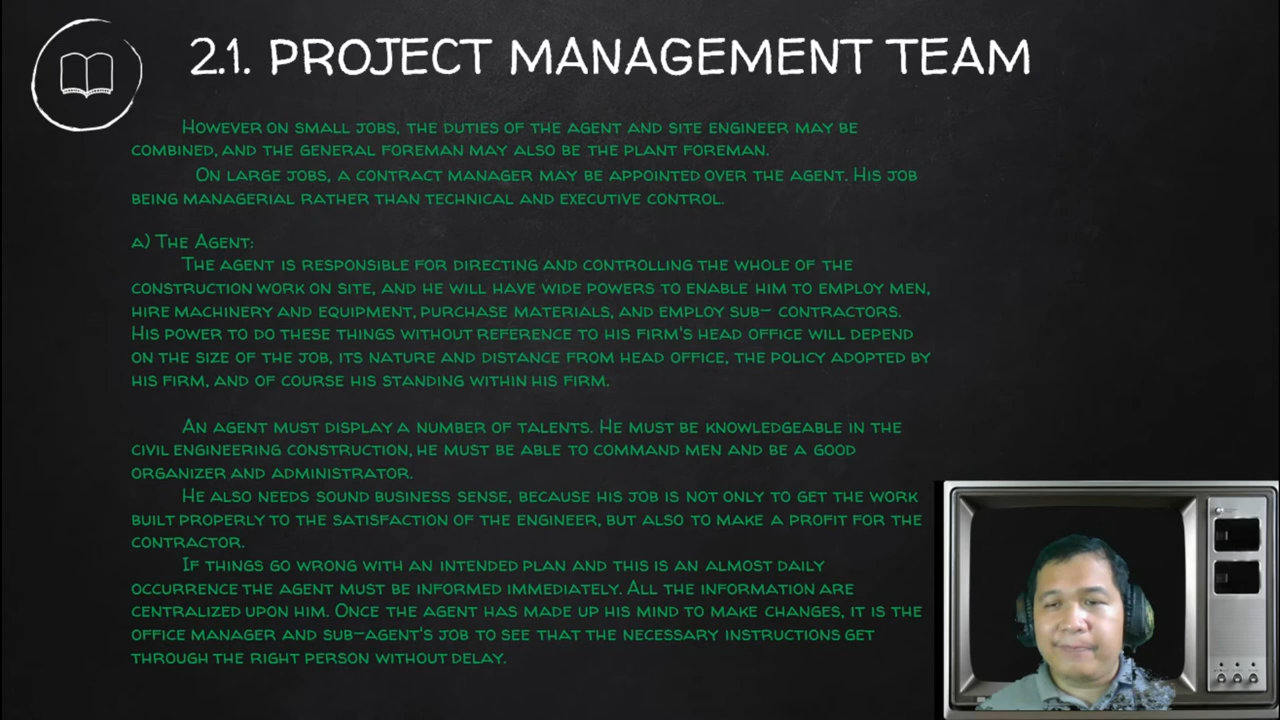 2.1. PROJECT MANAGEMENT TEAM
HOWEVER ON SMALL JOBS, THE DUTIES OF THE AGENT AND SITE ENGINEER MAY BE
COMBINED, AND THE GENERAL FOREMAN MAY ALSO BE THE PLANT FOREMAN.
ON LARGE JOBS, A CONTRACT MANAGER MAY BE APPOINTED OVER THE AGENT. HIS JOB
BEING MANAGERIAL RATHER THAN TECHNICAL AND EXECUTIVE CONTROL.
A) THE AGENT:
THE AGENT IS RESPONSIBLE FOR DIRECTING AND CONTROLLING THE WHOLE OF THE
CONSTRUCTION WORK ON SITE, AND HE WILL HAVE WIDE POWERS TO ENABLE HIM TO EMPLOY MEN,
HIRE MACHINERY AND EQUIPMENT, PURCHASE MATERIALS, AND EMPLOY SUB- CONTRACTORS.
HIS POWER TO DO THESE THINGS WITHOUT REFERENCE TO HIS FIRM'S HEAD OFFICE WILL DEPEND
ON THE SIZE OF THE JOB, ITS NATURE AND DISTANCE FROM HEAD OFFICE, THE POLICY ADOPTED BY
HIS FIRM, AND OF COURSE HIS STANDING WITHIN HIS FIRM.
AN AGENT MUST DISPLAY A NUMBER OF TALENTS. HE MUST BE KNOWLEDGEABLE IN THE
CIVIL ENGINEERING CONSTRUCTION, HE MUST BE ABLE TO COMMAND MEN AND BE A GOOD
ORGANIZER AND ADMINISTRATOR.
HE ALSO NEEDS SOUND BUSINESS SENSE, BECAUSE HIS JOB IS NOT ONLY TO GET THE WORK
BUILT PROPERLY TO THE SATISFACTION OF THE ENGINEER, BUT ALSO TO MAKE A PROFIT FOR THE
CONTRACTOR.
IF THINGS GO WRONG WITH AN INTENDED PLAN AND THIS IS AN ALMOST DAILY
OCCURRENCE THE AGENT MUST BE INFORMED IMMEDIATELY. ALL THE INFORMATION ARE
CENTRALIZED UPON HIM. ONCE THE AGENT HAS MADE UP HIS MIND TO MAKE CHANGES, IT IS THE
OFFICE MANAGER AND SUB-AGENT'S JOB TO SEE THAT THE NECESSARY INSTRUCTIONS GET
THROUGH THE RIGHT PERSON WITHOUT DELAY.